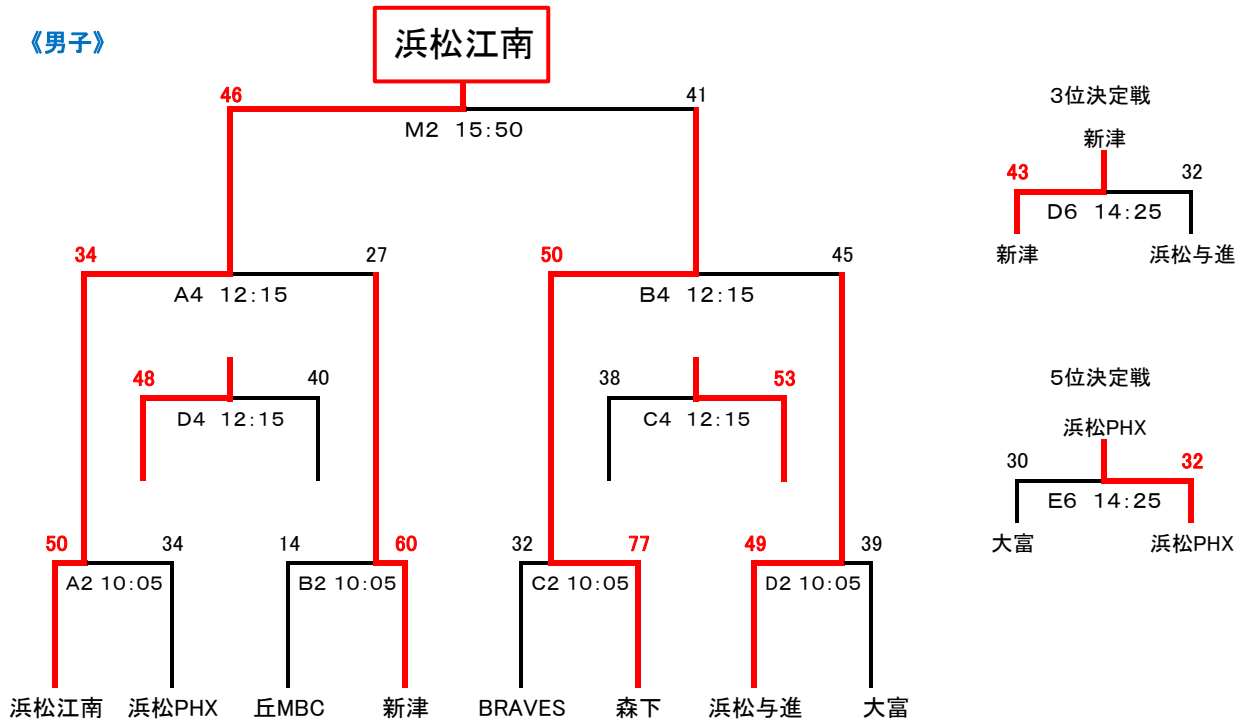 《男子》
浜松江南
46
41
M2 15:50
34
27
A4 12:15
50
45
B4 12:15
48
40
D4 12:15
38
53
C4 12:15
50
34
A2 10:05
14
60
B2 10:05
32
77
C2 10:05
49
39
D2 10:05
浜松江南
浜松PHX
丘MBC
新津
BRAVES
森下
浜松与進
大富
3位決定戦
新津
43
32
D6 14:25
新津
浜松与進
5位決定戦
浜松PHX
30
32
E6 14:25
大富
浜松PHX